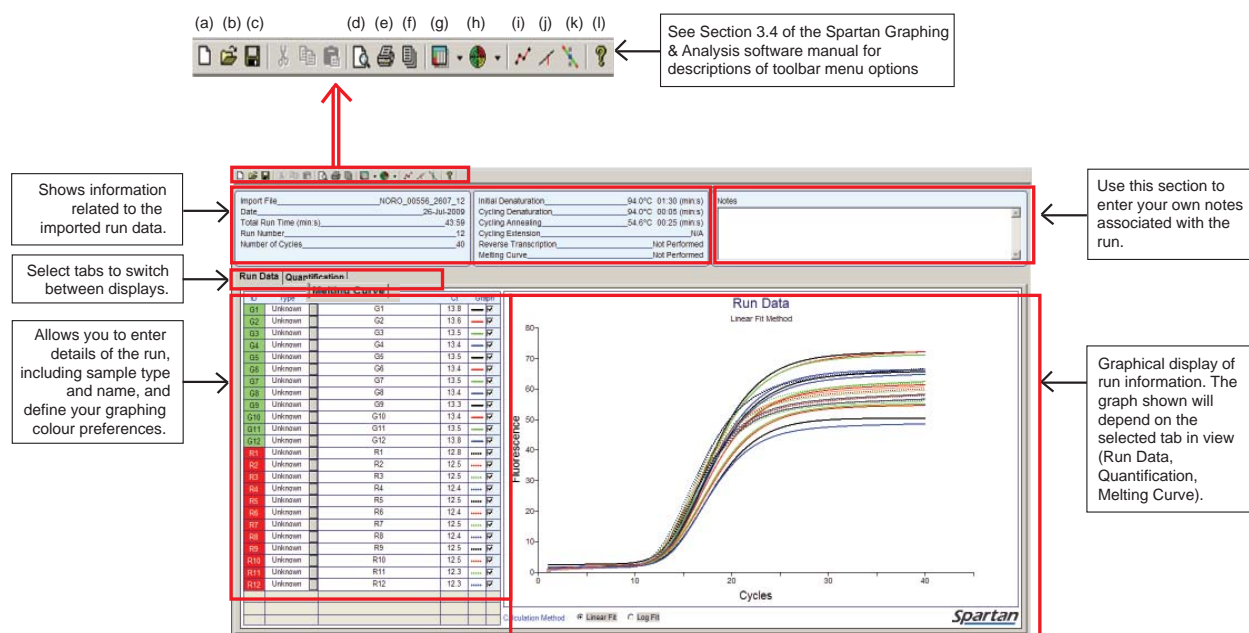 (a) (b) (c) (d) (e) (f) (g) (h) (i) (j) (k) (l)
See Section 3.4 of the Spartan Graphing
& Analysis software manual for
descriptions of toolbar menu options
Shows information
related to the
imported run data.
Import File NORO_00556_2607_12
Date 26-Jul-2009
Total Run Time (min:s) 43:59
Run Number 12
Number of Cycles 40
Initial Denaturation 94.0°C 01:30 (min:s)
Cycling Denaturation 94.0°C 00:05 (min:s)
Cycling Annealing 54.6°C 00:25 (min:s)
Cycling Extension N/A
Reverse Transcription Not Performed
Melting Curve Not Performed
Notes
Use this section to
enter your own notes
associated with the
run.
Select tabs to switch
between displays.
Run Data Quantification
Melting Curve
Allows you to enter
details of the run,
including sample type
and name, and
define your graphing
colour preferences.
ID Type Ct Graph
G1 Unknown G1 13.8
G2 Unknown G2 13.6
G3 Unknown G3 13.5
G4 Unknown G4 13.4
G5 Unknown G5 13.5
G6 Unknown G6 13.4
G7 Unknown G7 13.5
G8 Unknown G8 13.4
G9 Unknown G9 13.3
G10 Unknown G10 13.4
G11 Unknown G11 13.5
G12 Unknown G12 13.8
R1 Unknown R1 12.8
R2 Unknown R2 12.5
R3 Unknown R3 12.5
R4 Unknown R4 12.4
R5 Unknown R5 12.5
R6 Unknown R6 12.4
R7 Unknown R7 12.5
R8 Unknown R8 12.4
R9 Unknown R9 12.5
R10 Unknown R10 12.5
R11 Unknown R11 12.3
R12 Unknown R12 12.3
Run Data
Linear Fit Method
80
70
60
50
40
30
20
10
0
Fluorescence
0 10 20 30 40 50
Cycles
Calculation Method Linear Fit Log Fit
Spartan
Graphical display of
run information. The
graph shown will
depend on the
selected tab in view
(Run Data,
Quantification,
Melting Curve).